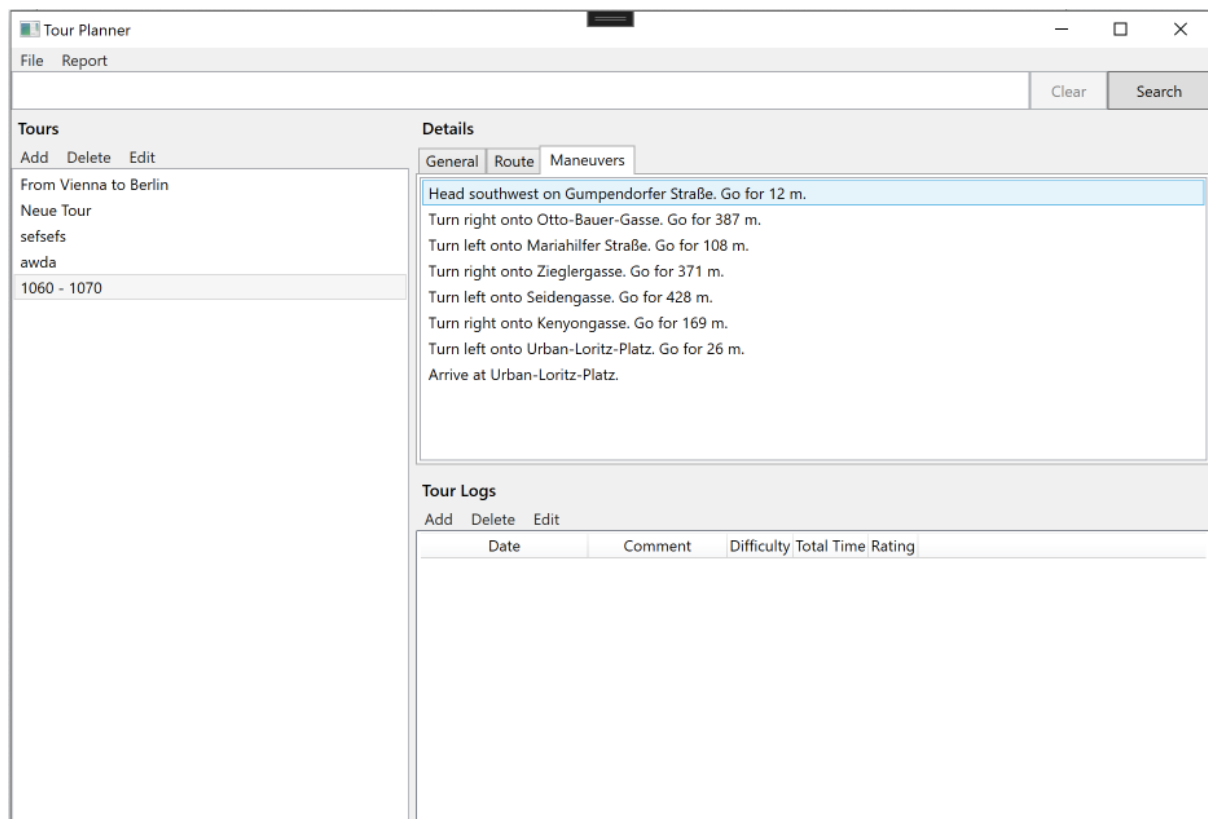 Tour Planner
File Report
Clear Search
Tours
Add Delete Edit
From Vienna to Berlin
Neue Tour
sefsefs
awda
1060 - 1070
Details
General Route Maneuvers
Head southwest on Gumpendorfer Straße. Go for 12 m.
Turn right onto Otto-Bauer-Gasse. Go for 387 m.
Turn left onto Mariahilfer Straße. Go for 108 m.
Turn right onto Zieglergasse. Go for 371 m.
Turn left onto Seidengasse. Go for 428 m.
Turn right onto Kenyongasse. Go for 169 m.
Turn left onto Urban-Loritz-Platz. Go for 26 m.
Arrive at Urban-Loritz-Platz.
Tour Logs
Add Delete Edit
Date Comment Difficulty Total Time Rating